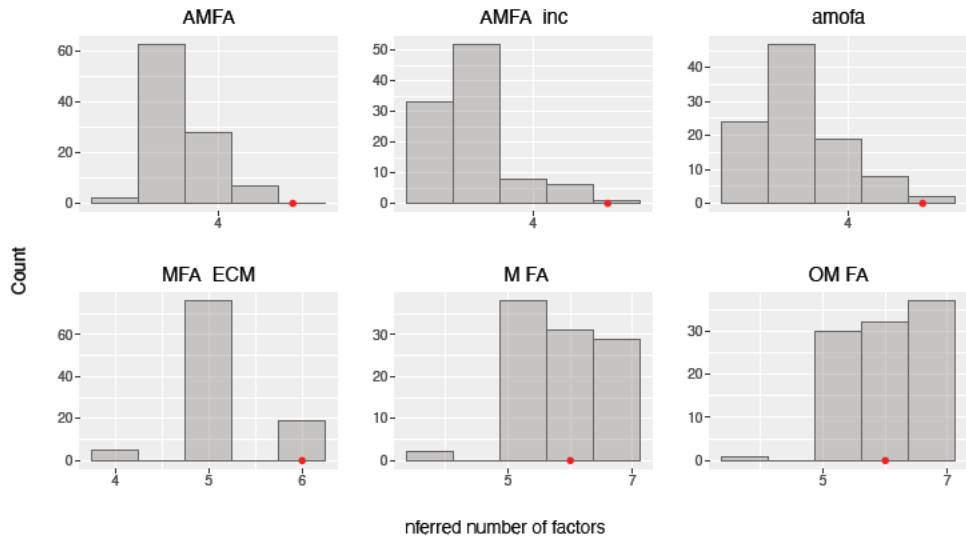 AMFA AMFA inc amofa
60 50 40
40 40 30
20 30 20
0 20 10
10 0
0
4 4 4
Count
MFA ECM M FA OM FA
60 30 30
40 20 20
20 10 10
0 0 0
4 5 6 5 7 5 7
nferred number of factors